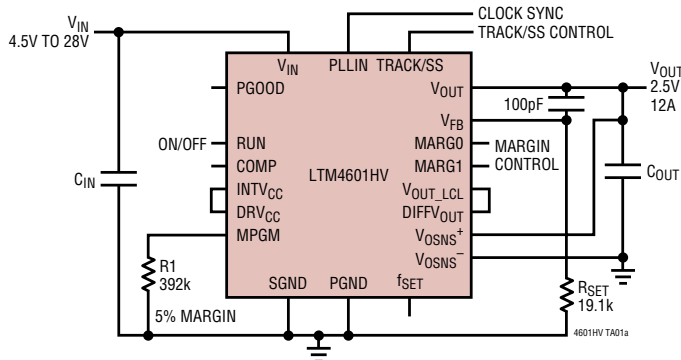 CLOCK SYNC
TRACK/SS CONTROL
VIN
4.5V TO 28V
VIN PLLIN TRACK/SS
PGOOD
VOUT
VOUT
2.5V
12A
100pF
VFB
ON/OFF
RUN
MARG0
MARGIN
CONTROL
COMP
MARG1
LTM4601HV
CIN
COUT
INTVCC
VOUT_LCL
DRVCC
DIFFVOUT
MPGM
VOSNS+
VOSNS–
R1
392k
SGND PGND fSET
RSET
19.1k
5% MARGIN
4601HV TA01a